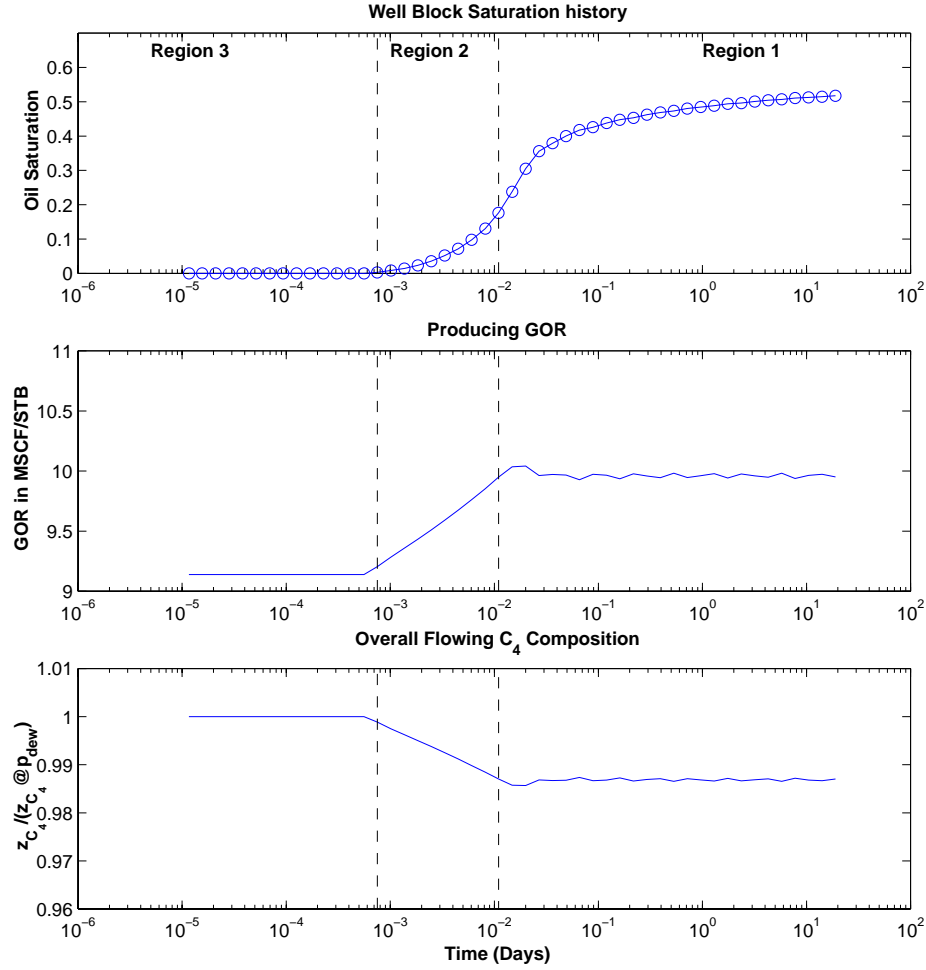 Well Block Saturation history
Region 3 Region 2 Region 1
Oil Saturation
0.6
0.5
0.4
0.3
0.2
0.1
0
10^-6 10^-5 10^-4 10^-3 10^-2 10^-1 10^0 10^1 10^2
Producing GOR
GOR in MSCF/STB
11
10.5
10
9.5
9
10^-6 10^-5 10^-4 10^-3 10^-2 10^-1 10^0 10^1 10^2
Overall Flowing C_4 Composition
z_C_4/(z_C_4 @p_dew)
1.01
1
0.99
0.98
0.97
0.96
10^-6 10^-5 10^-4 10^-3 10^-2 10^-1 10^0 10^1 10^2
Time (Days)